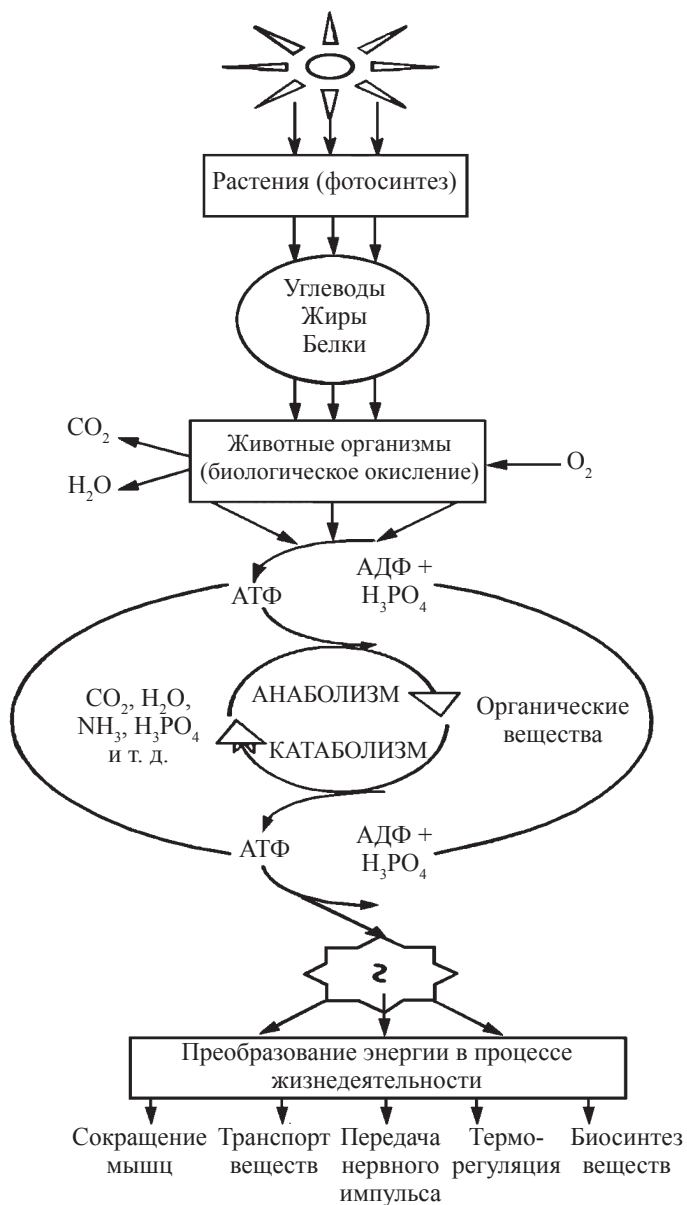 Растения (фотосинтез)
Углеводы
Жиры
Белки
CO₂
H₂O
Животные организмы
(биологическое окисление)
O₂
АТФ
АДФ +
H₃PO₄
CO₂, H₂O,
NH₃, H₃PO₄
и т. д.
АНАБОЛИЗМ
КАТАБОЛИЗМ
Органические
вещества
АТФ
АДФ +
H₃PO₄
Преобразование энергии в процессе
жизнедеятельности
Сокращение
мышц
Транспорт
веществ
Передача
нервного
импульса
Термо-
регуляция
Биосинтез
веществ